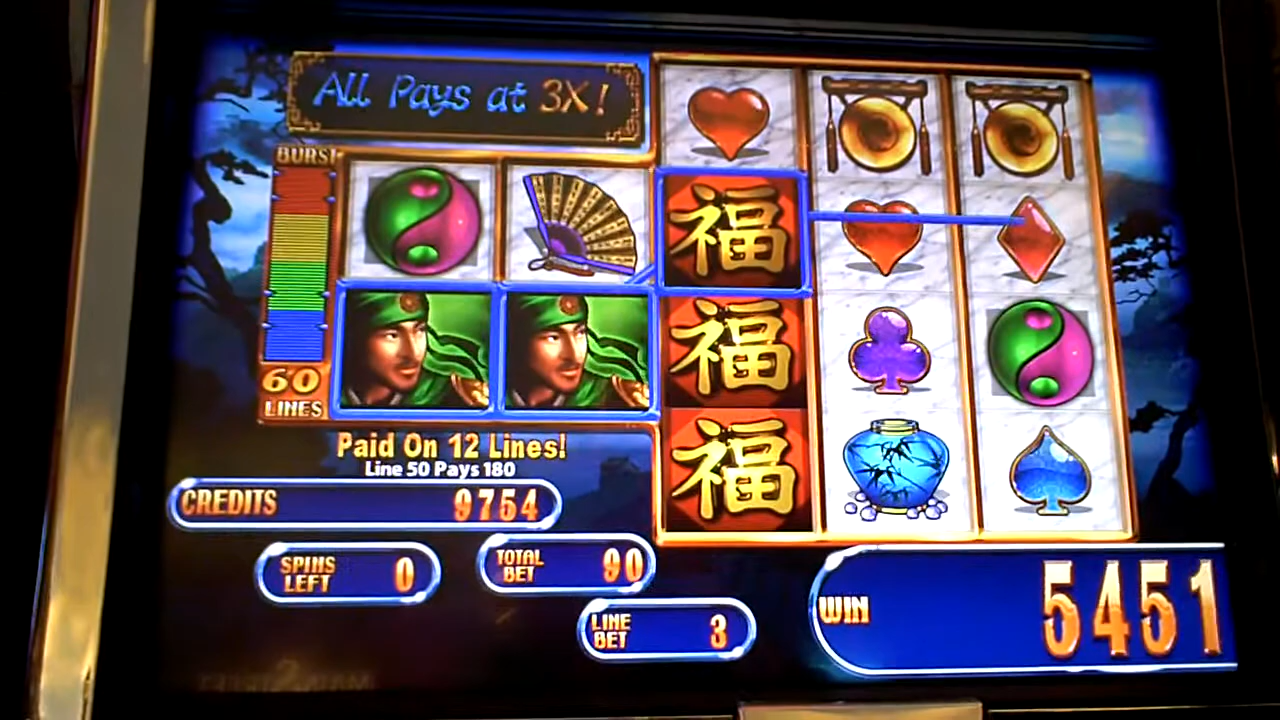 All Pays at 3X!
BURST
福
福
福
60
LINES
Paid On 12 Lines!
Line 50 Pays 180
CREDITS 9754
SPINS LEFT 0
TOTAL BET 90
LINE BET 3
WIN 5451